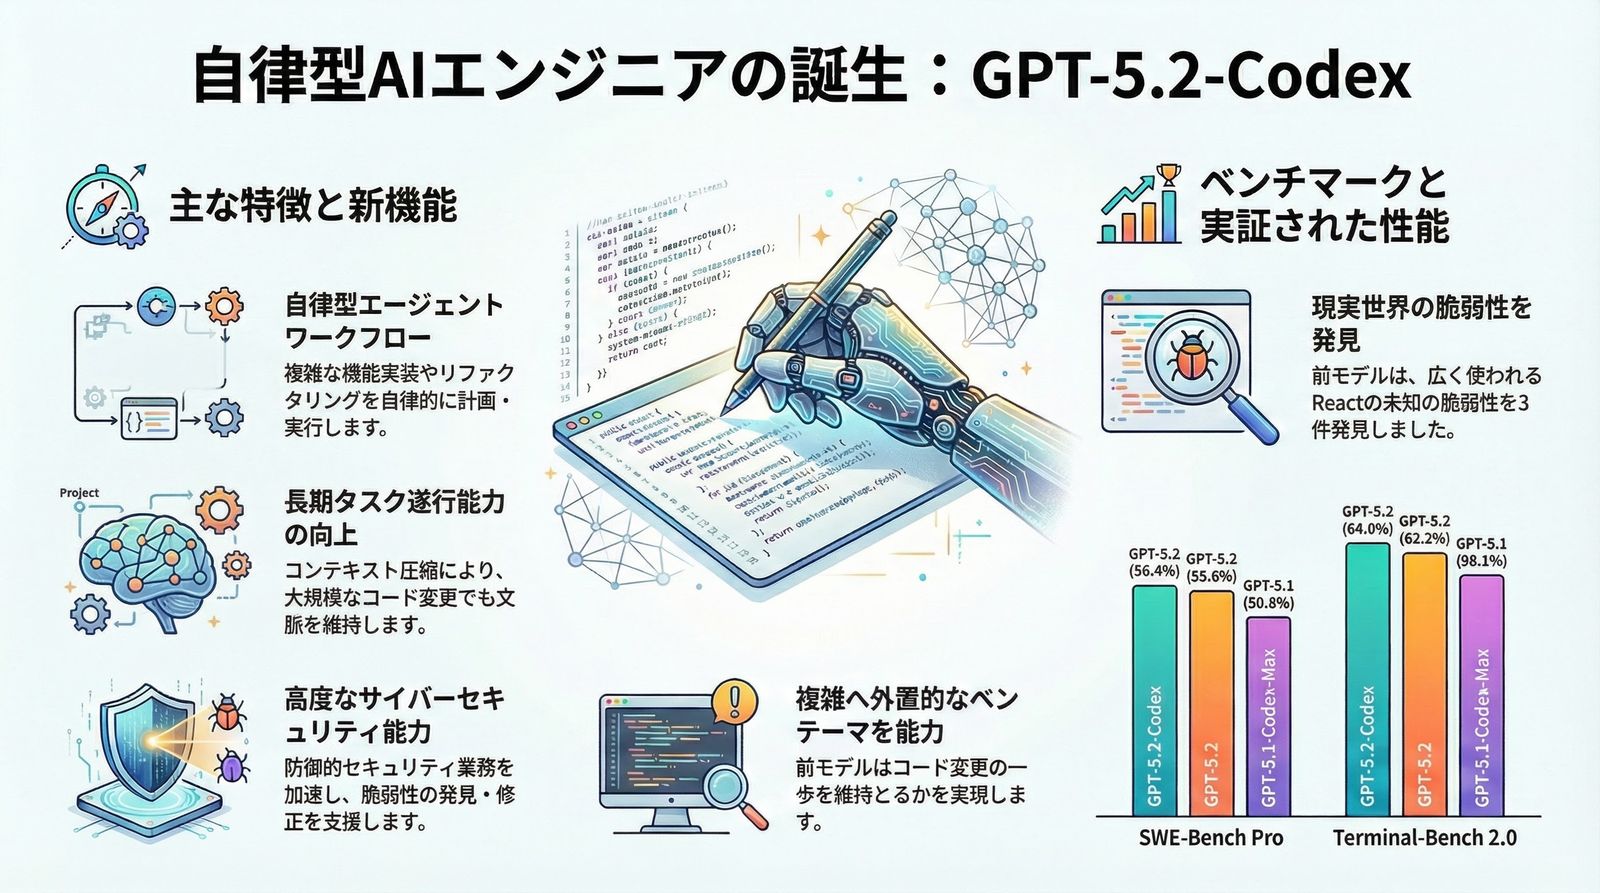 自律型AIエンジニアの誕生：GPT-5.2-Codex
主な特徴と新機能
自律型エージェント
ワークフロー
複雑な機能実装やリファク
タリングを自律的に計画・
実行します。
Project
長期タスク遂行能力
の向上
コンテキスト圧縮により、
大規模なコード変更でも文
脈を維持します。
高度なサイバーセキ
ュリティ能力
防御的セキュリティ業務を
加速し、脆弱性の発見・修
正を支援します。
複雑へ外置的なベン
テーマを能力
前モデルはコード変更の一
歩を維持とるかを実現しま
す。
ベンチマークと
実証された性能
現実世界の脆弱性を
発見
前モデルは、広く使われる
Reactの未知の脆弱性を3
件発見しました。
GPT-5.2
(56.4%)
GPT-5.2
(55.6%)
GPT-5.1
(50.8%)
GPT-5.2-Codex
GPT-5.2
GPT-5.1-Codex-Max
SWE-Bench Pro
GPT-5.2
(64.0%)
GPT-5.2
(62.2%)
GPT-5.1
(98.1%)
GPT-5.2-Codex
GPT-5.2
GPT-5.1-Codex-Max
Terminal-Bench 2.0